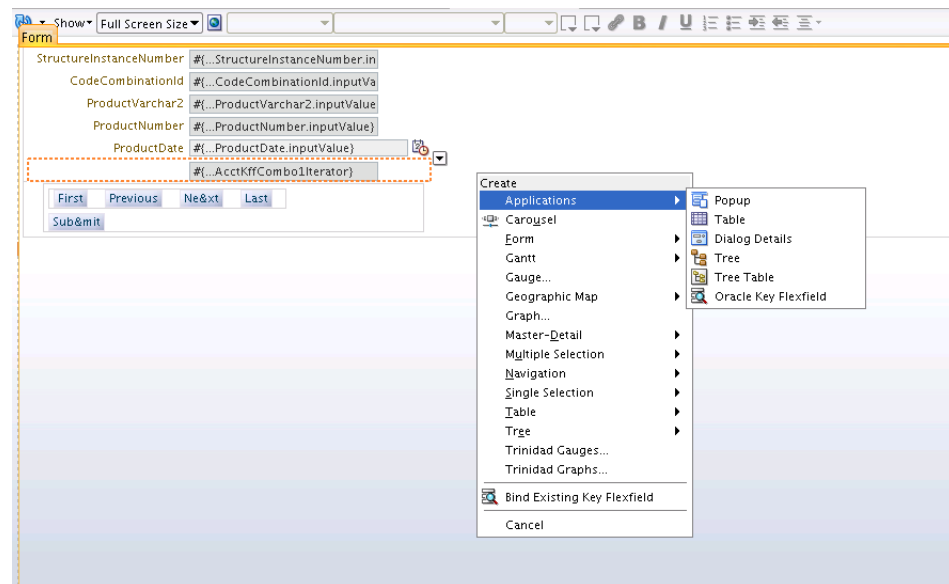 Show Full Screen Size
Form
StructureInstanceNumber #{...StructureInstanceNumber.in
CodeCombinationId #{...CodeCombinationId.inputVa
ProductVarchar2 #{...ProductVarchar2.inputValue
ProductNumber #{...ProductNumber.inputValue}
ProductDate #{...ProductDate.inputValue}
#{...AcctKffCombo1Iterator}
First Previous Ne&xt Last
Sub&mit
Create
Applications
Carousel
Form
Gantt
Gauge...
Geographic Map
Graph...
Master-Detail
Multiple Selection
Navigation
Single Selection
Table
Tree
Trinidad Gauges...
Trinidad Graphs...
Bind Existing Key Flexfield
Cancel
Popup
Table
Dialog Details
Tree
Tree Table
Oracle Key Flexfield